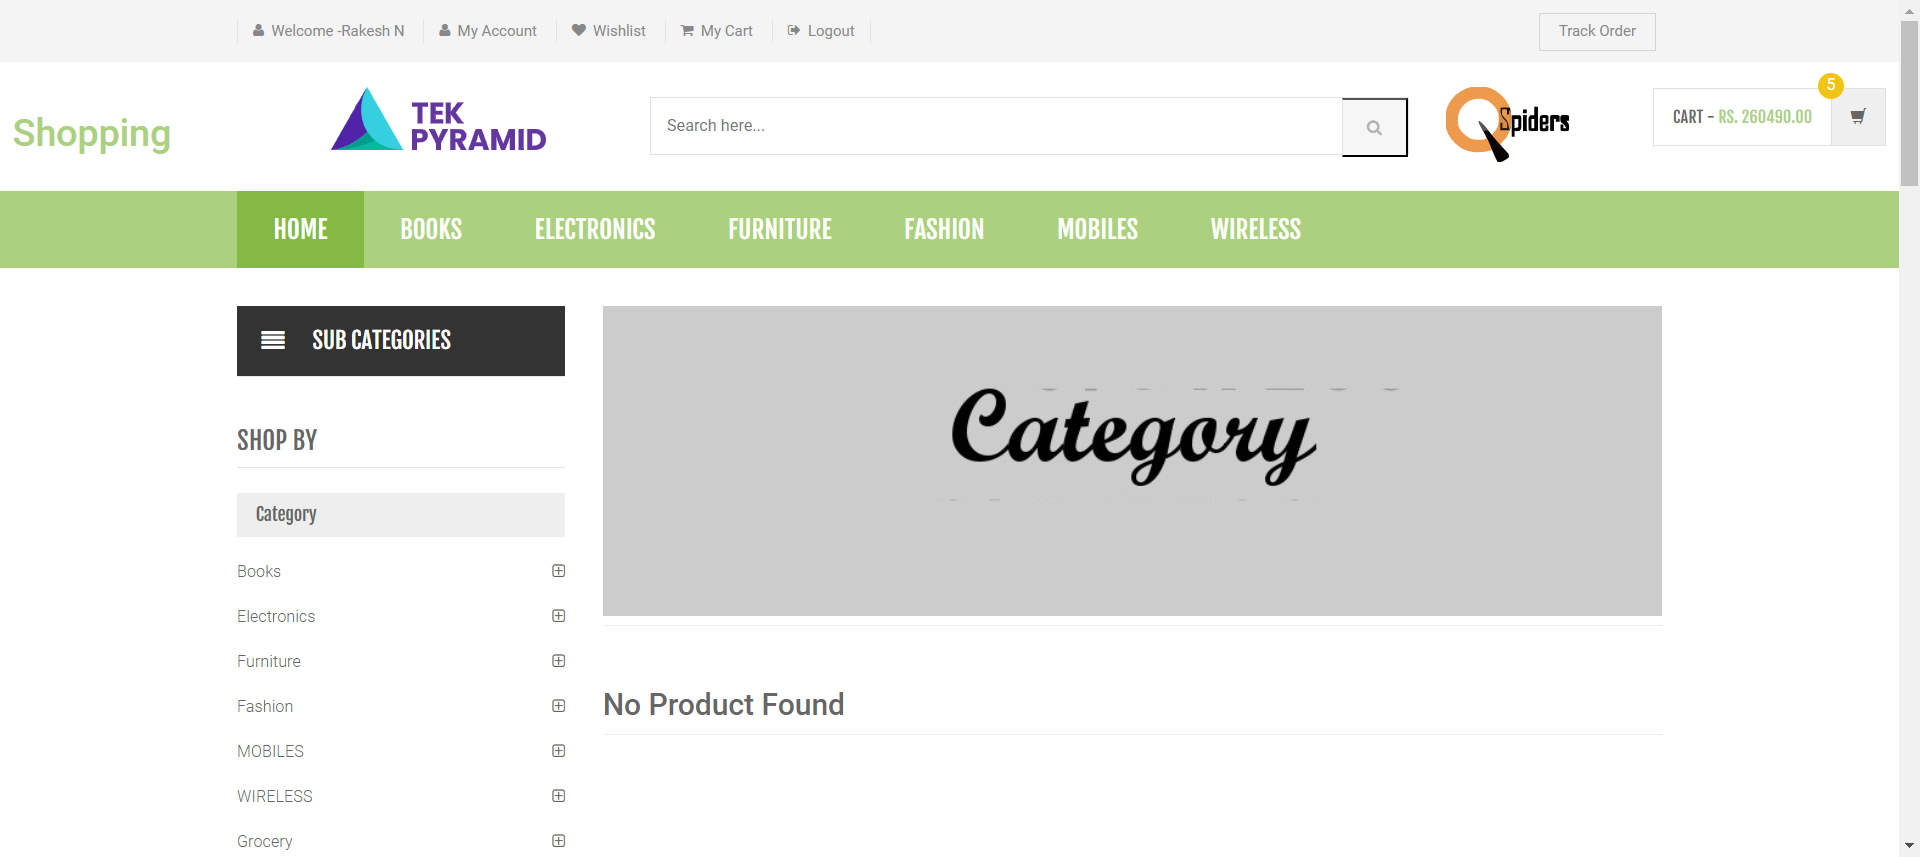 Welcome -Rakesh N
My Account
Wishlist
My Cart
Logout
Track Order
Shopping
TEK
PYRAMID
Search here...
QSpiders
CART - RS. 260490.00
5
HOME
BOOKS
ELECTRONICS
FURNITURE
FASHION
MOBILES
WIRELESS
SUB CATEGORIES
Category
SHOP BY
Category
Books
Electronics
Furniture
Fashion
MOBILES
WIRELESS
Grocery
No Product Found